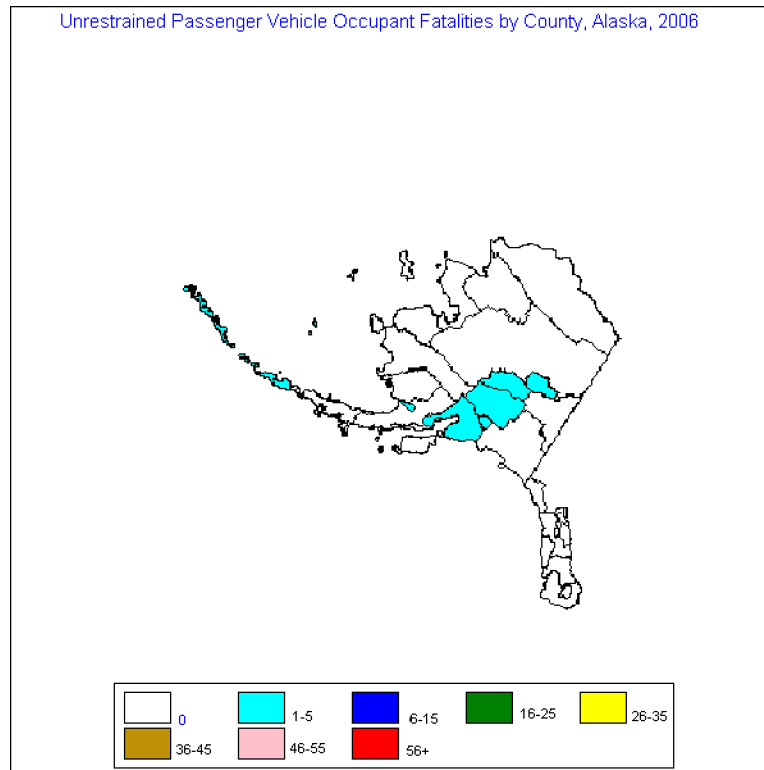 Unrestrained Passenger Vehicle Occupant Fatalities by County, Alaska, 2006
0 1-5 6-15 16-25 26-35
36-45 46-55 56+